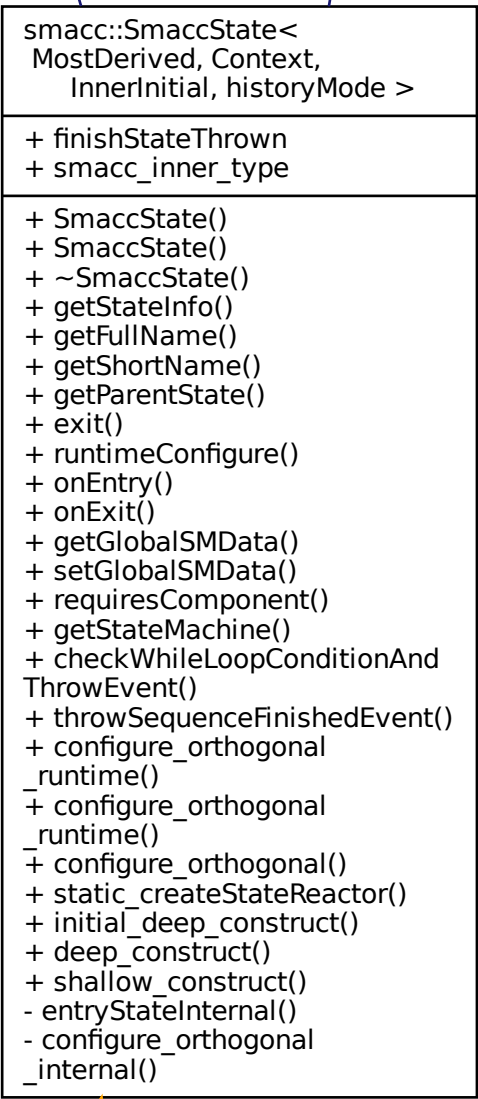 smacc::SmaccState<
MostDerived, Context,
InnerInitial, historyMode >
+ finishStateThrown
+ smacc_inner_type
+ SmaccState()
+ SmaccState()
+ ~SmaccState()
+ getStateInfo()
+ getFullName()
+ getShortName()
+ getParentState()
+ exit()
+ runtimeConfigure()
+ onEntry()
+ onExit()
+ getGlobalSMData()
+ setGlobalSMData()
+ requiresComponent()
+ getStateMachine()
+ checkWhileLoopConditionAnd
ThrowEvent()
+ throwSequenceFinishedEvent()
+ configure_orthogonal
_runtime()
+ configure_orthogonal
_runtime()
+ configure_orthogonal()
+ static_createStateReactor()
+ initial_deep_construct()
+ deep_construct()
+ shallow_construct()
- entryStateInternal()
- configure_orthogonal
_internal()